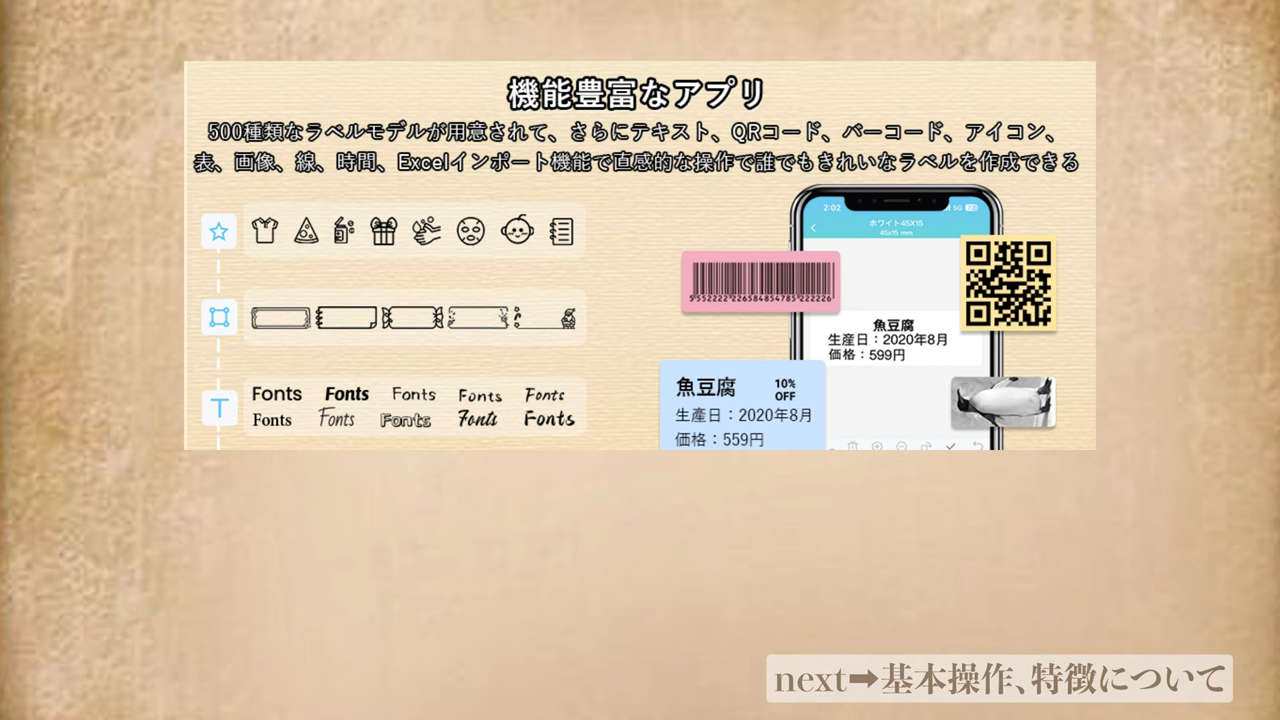 機能豊富なアプリ
500種類なラベルモデルが用意されて、さらにテキスト、QRコード、バーコード、アイコン、
表、画像、線、時間、Excelインポート機能で直感的な操作で誰でもきれいなラベルを作成できる
2:02 5G
ホワイト45X15
45x15 mm
5552222226584854785222226
魚豆腐
生産日：2020年8月
価格：599円
T
Fonts Fonts Fonts Fonts Fonts
Fonts Fonts Fonts Fonts Fonts
魚豆腐 10% OFF
生産日：2020年8月
価格：559円
next➡基本操作、特徴について